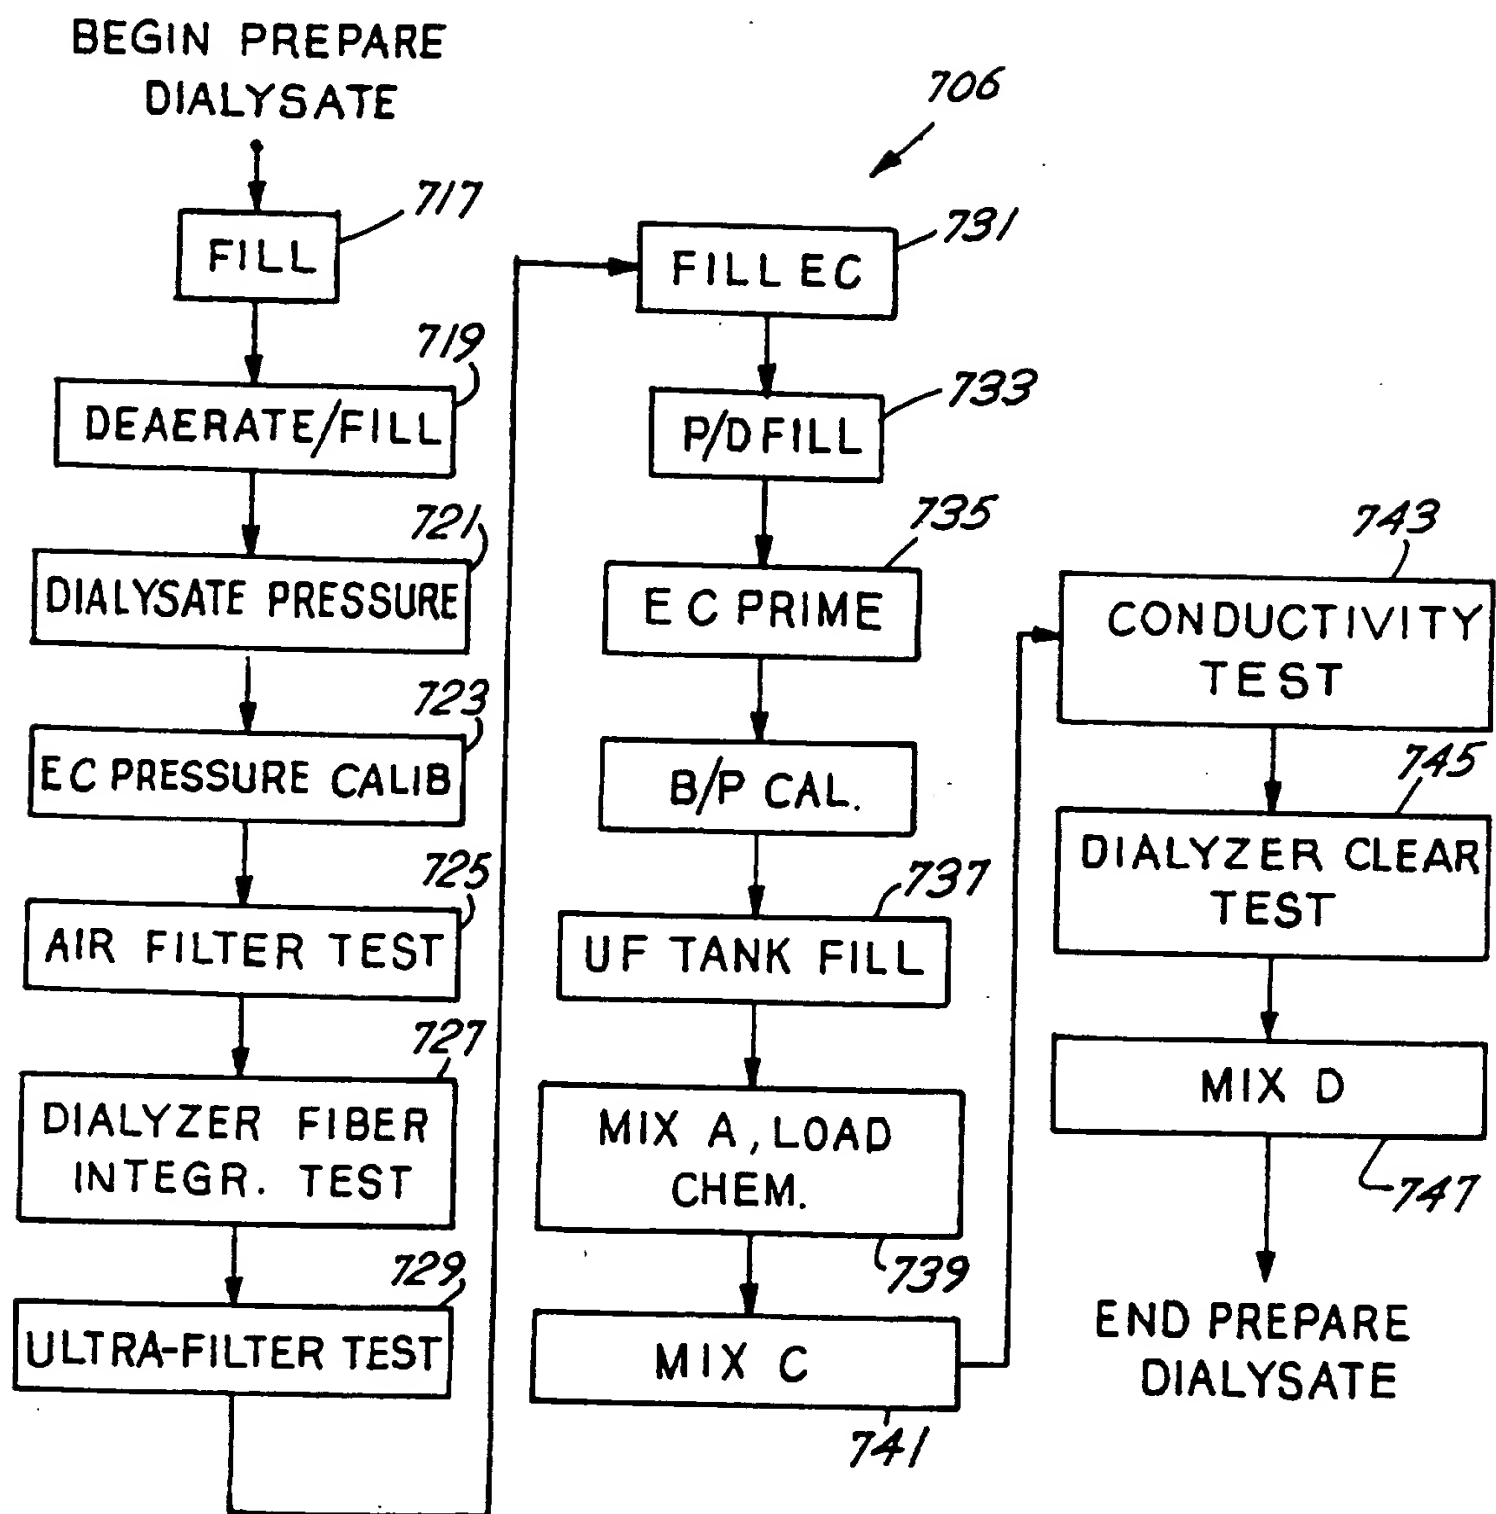 BEGIN PREPARE
DIALYSATE
717
FILL
719
DEAERATE/FILL
721
DIALYSATE PRESSURE
723
EC PRESSURE CALIB
725
AIR FILTER TEST
727
DIALYZER FIBER
INTEGR. TEST
729
ULTRA-FILTER TEST
706
731
FILL EC
733
P/D FILL
735
EC PRIME
B/P CAL.
737
UF TANK FILL
MIX A, LOAD
CHEM.
739
MIX C
741
743
CONDUCTIVITY
TEST
745
DIALYZER CLEAR
TEST
MIX D
747
END PREPARE
DIALYSATE